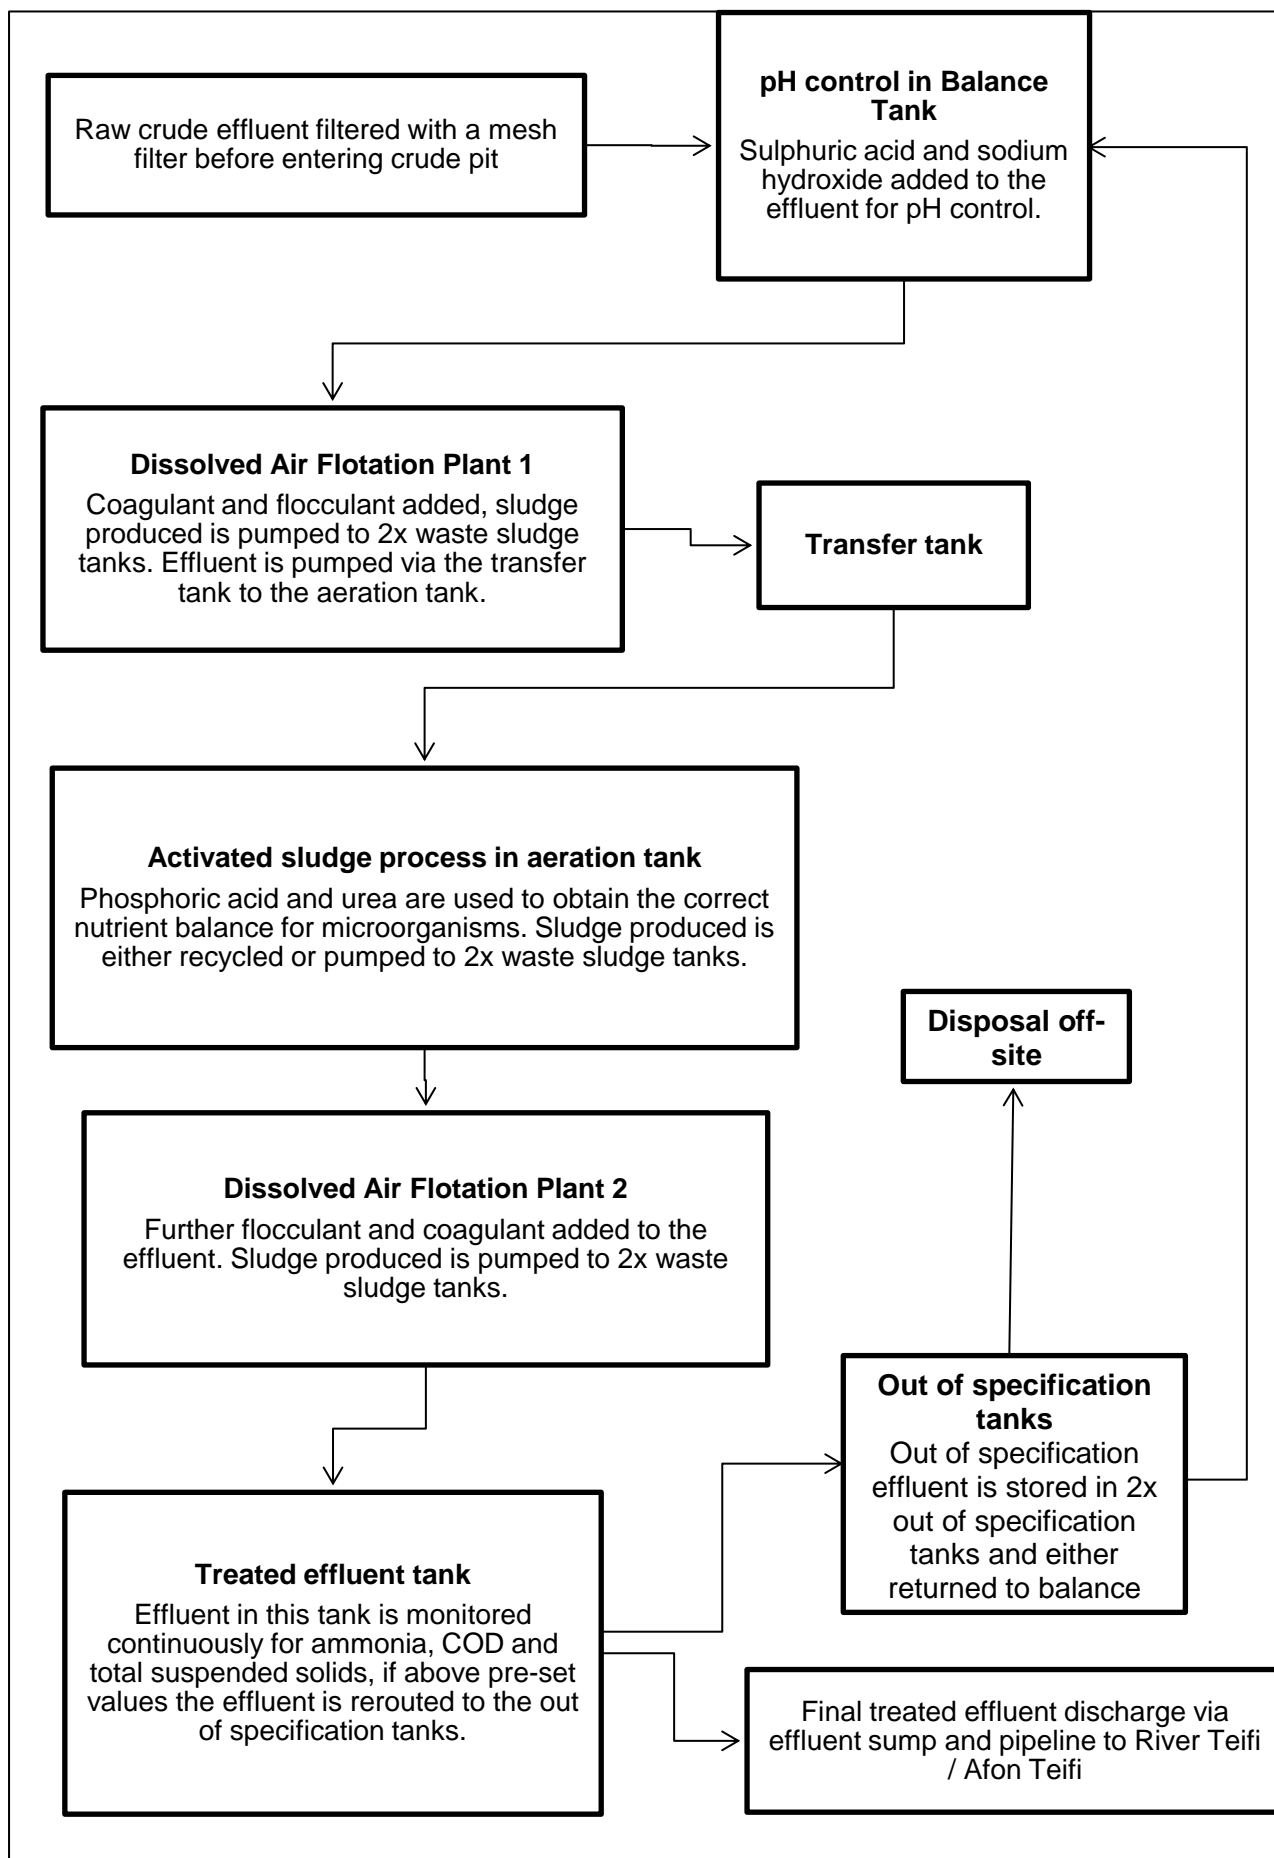 Raw crude effluent filtered with a mesh
filter before entering crude pit
pH control in Balance
Tank
Sulphuric acid and sodium
hydroxide added to the
effluent for pH control.
Dissolved Air Flotation Plant 1
Coagulant and flocculant added, sludge
produced is pumped to 2x waste sludge
tanks. Effluent is pumped via the transfer
tank to the aeration tank.
Transfer tank
Activated sludge process in aeration tank
Phosphoric acid and urea are used to obtain the correct
nutrient balance for microorganisms. Sludge produced is
either recycled or pumped to 2x waste sludge tanks.
Disposal off-
site
Dissolved Air Flotation Plant 2
Further flocculant and coagulant added to the
effluent. Sludge produced is pumped to 2x waste
sludge tanks.
Out of specification
tanks
Out of specification
effluent is stored in 2x
out of specification
tanks and either
returned to balance
Treated effluent tank
Effluent in this tank is monitored
continuously for ammonia, COD and
total suspended solids, if above pre-set
values the effluent is rerouted to the out
of specification tanks.
Final treated effluent discharge via
effluent sump and pipeline to River Teifi
/ Afon Teifi